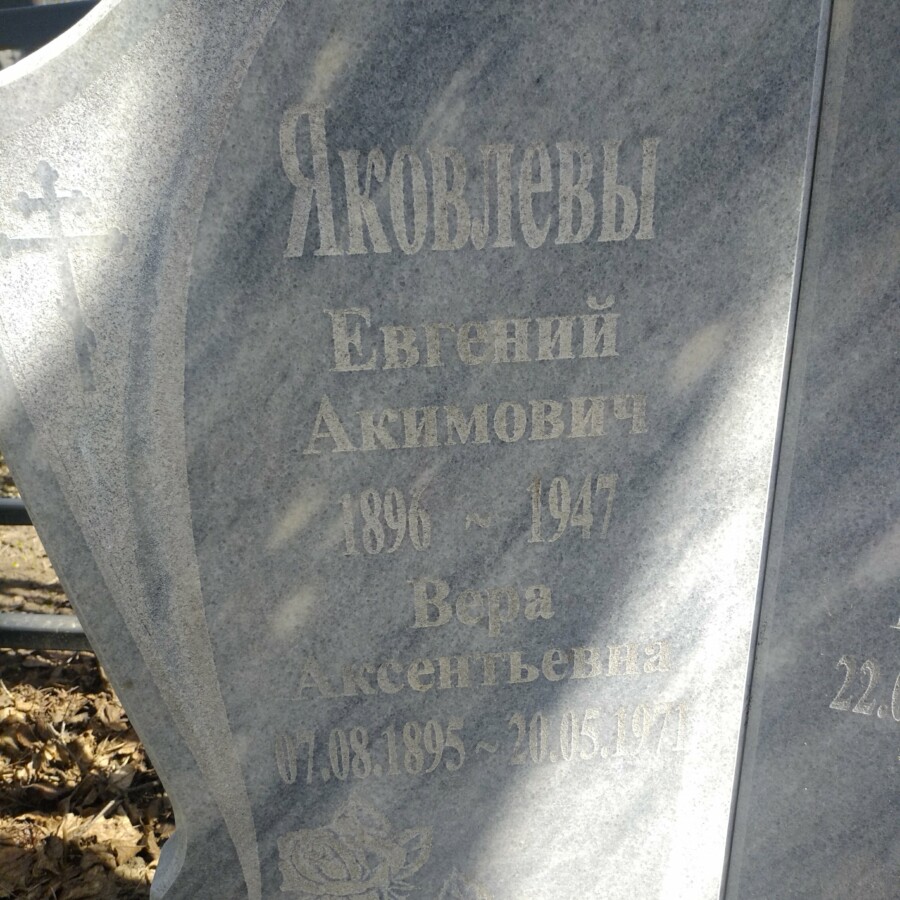 Яковлевы
Евгений
Акимович
1896 ~ 1947
Вера
Аксентьевна
07.08.1895 ~ 20.05.1971